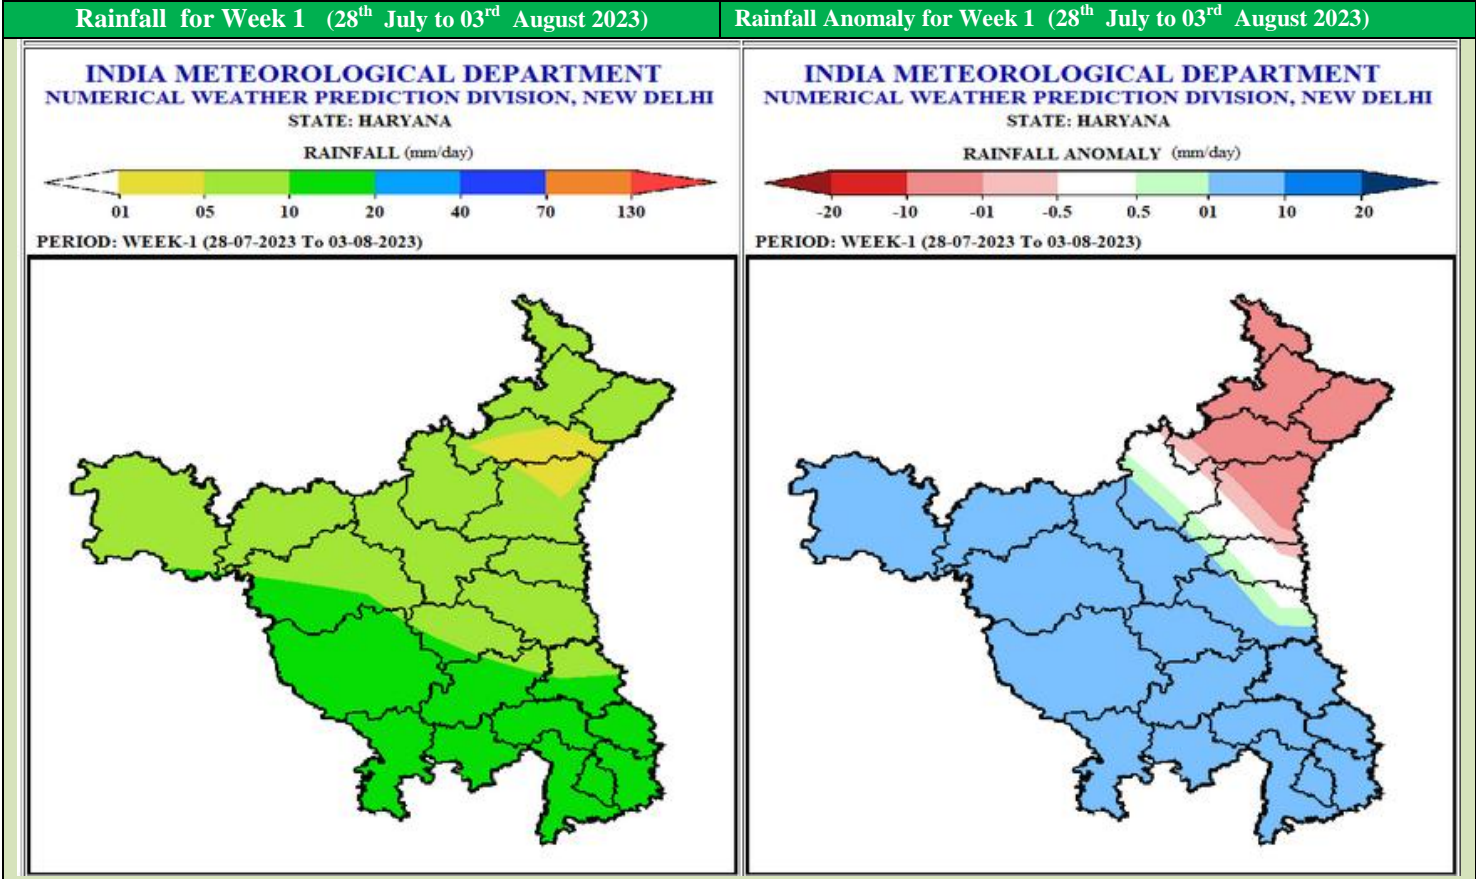 Rainfall for Week 1 (28th July to 03rd August 2023)
INDIA METEOROLOGICAL DEPARTMENT
NUMERICAL WEATHER PREDICTION DIVISION, NEW DELHI
STATE: HARYANA
RAINFALL (mm/day)
01 05 10 20 40 70 130
PERIOD: WEEK-1 (28-07-2023 To 03-08-2023)
Rainfall Anomaly for Week 1 (28th July to 03rd August 2023)
INDIA METEOROLOGICAL DEPARTMENT
NUMERICAL WEATHER PREDICTION DIVISION, NEW DELHI
STATE: HARYANA
RAINFALL ANOMALY (mm/day)
-20 -10 -01 -0.5 0.5 01 10 20
PERIOD: WEEK-1 (28-07-2023 To 03-08-2023)